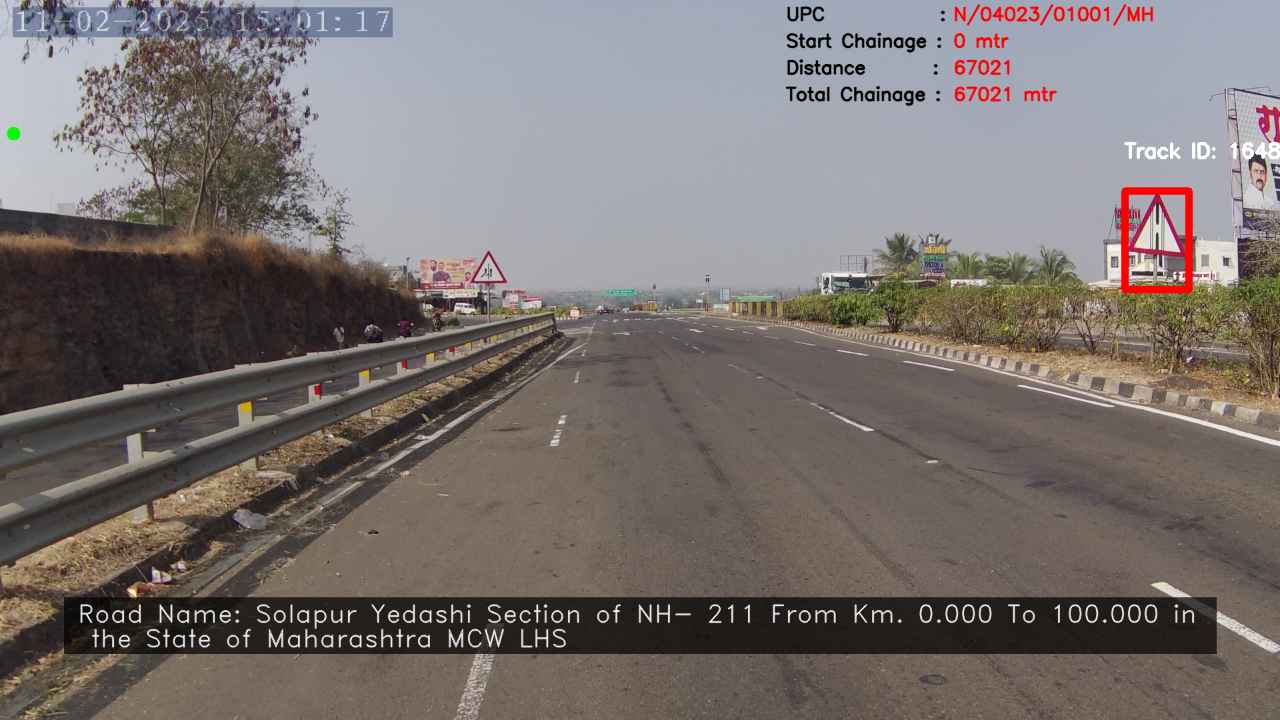 11-02-2025 15:01:17
UPC : N/04023/01001/MH
Start Chainage : 0 mtr
Distance : 67021
Total Chainage : 67021 mtr
Track ID: 1648
Road Name: Solapur Yedashi Section of NH- 211 From Km. 0.000 To 100.000 in
the State of Maharashtra MCW LHS